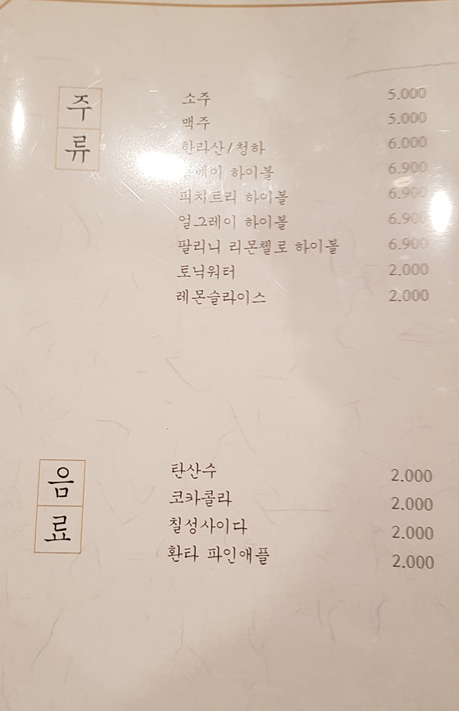 주류
소주 5.000
맥주 5.000
한라산/청하 6.000
하이볼 6.900
피치트리 하이볼 6.900
얼그레이 하이볼 6.900
팔리니 리몬첼로 하이볼 6.900
토닉워터 2.000
레몬슬라이스 2.000
음료
탄산수 2.000
코카콜라 2.000
칠성사이다 2.000
환타 파인애플 2.000